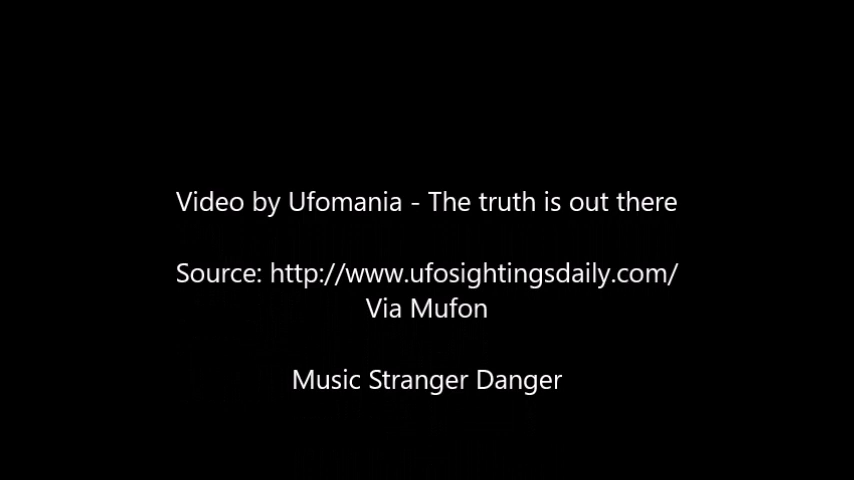 Video by Ufomania - The truth is out there
Source: http://www.ufosightingsdaily.com/
Via Mufon
Music Stranger Danger